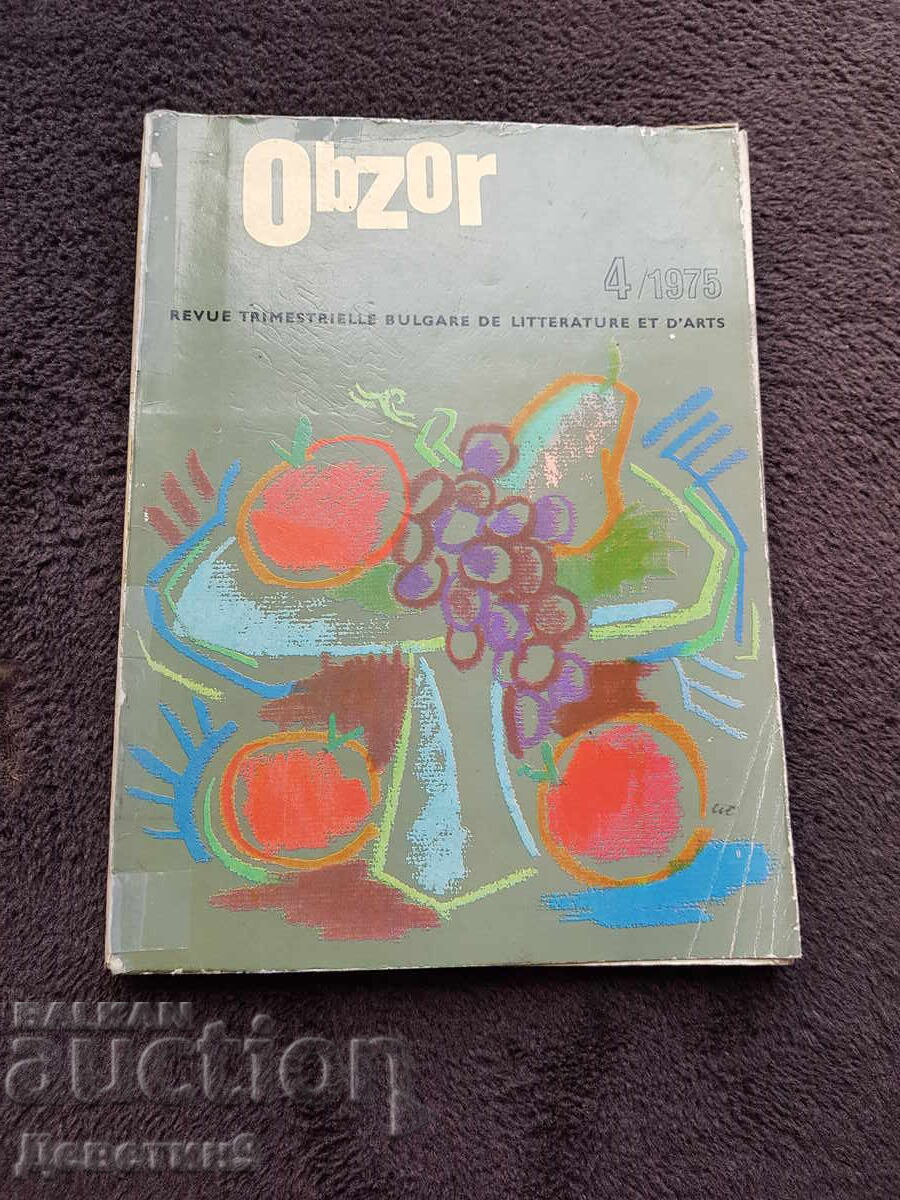 Obzor
4/1975
REVUE TRIMESTRIELLE BULGARE DE LITTERATURE ET D'ARTS
BALKAN
auction